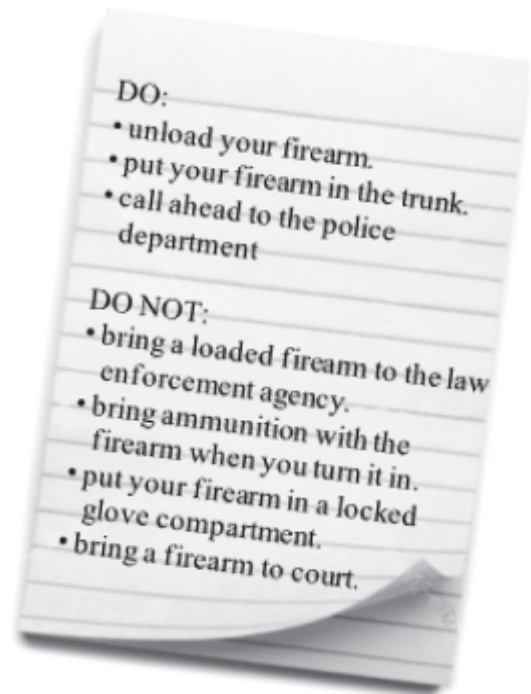 DO:
• unload your firearm.
• put your firearm in the trunk.
• call ahead to the police
department
DO NOT:
• bring a loaded firearm to the law
enforcement agency.
• bring ammunition with the
firearm when you turn it in.
• put your firearm in a locked
glove compartment.
• bring a firearm to court.